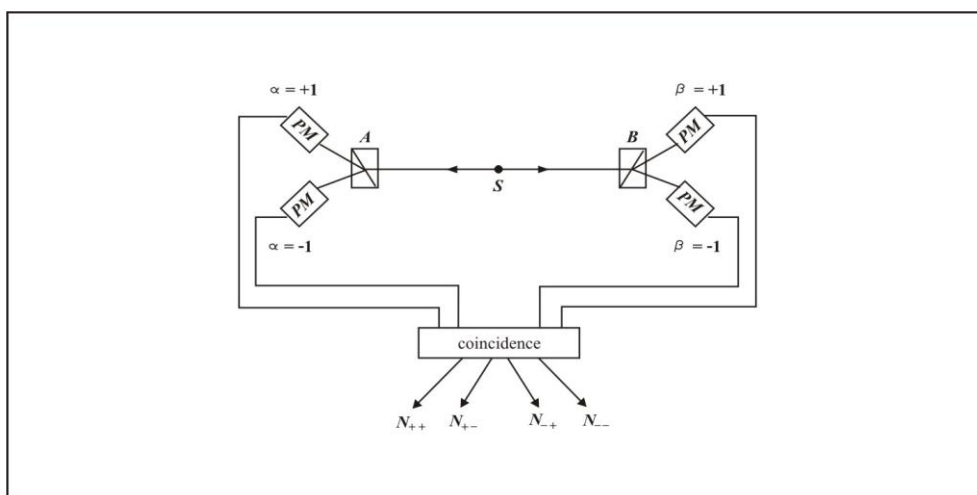 α = +1
β = +1
PM
A
B
PM
S
PM
PM
α = -1
β = -1
coincidence
N₊₊
N₊₋
N₋₊
N₋₋